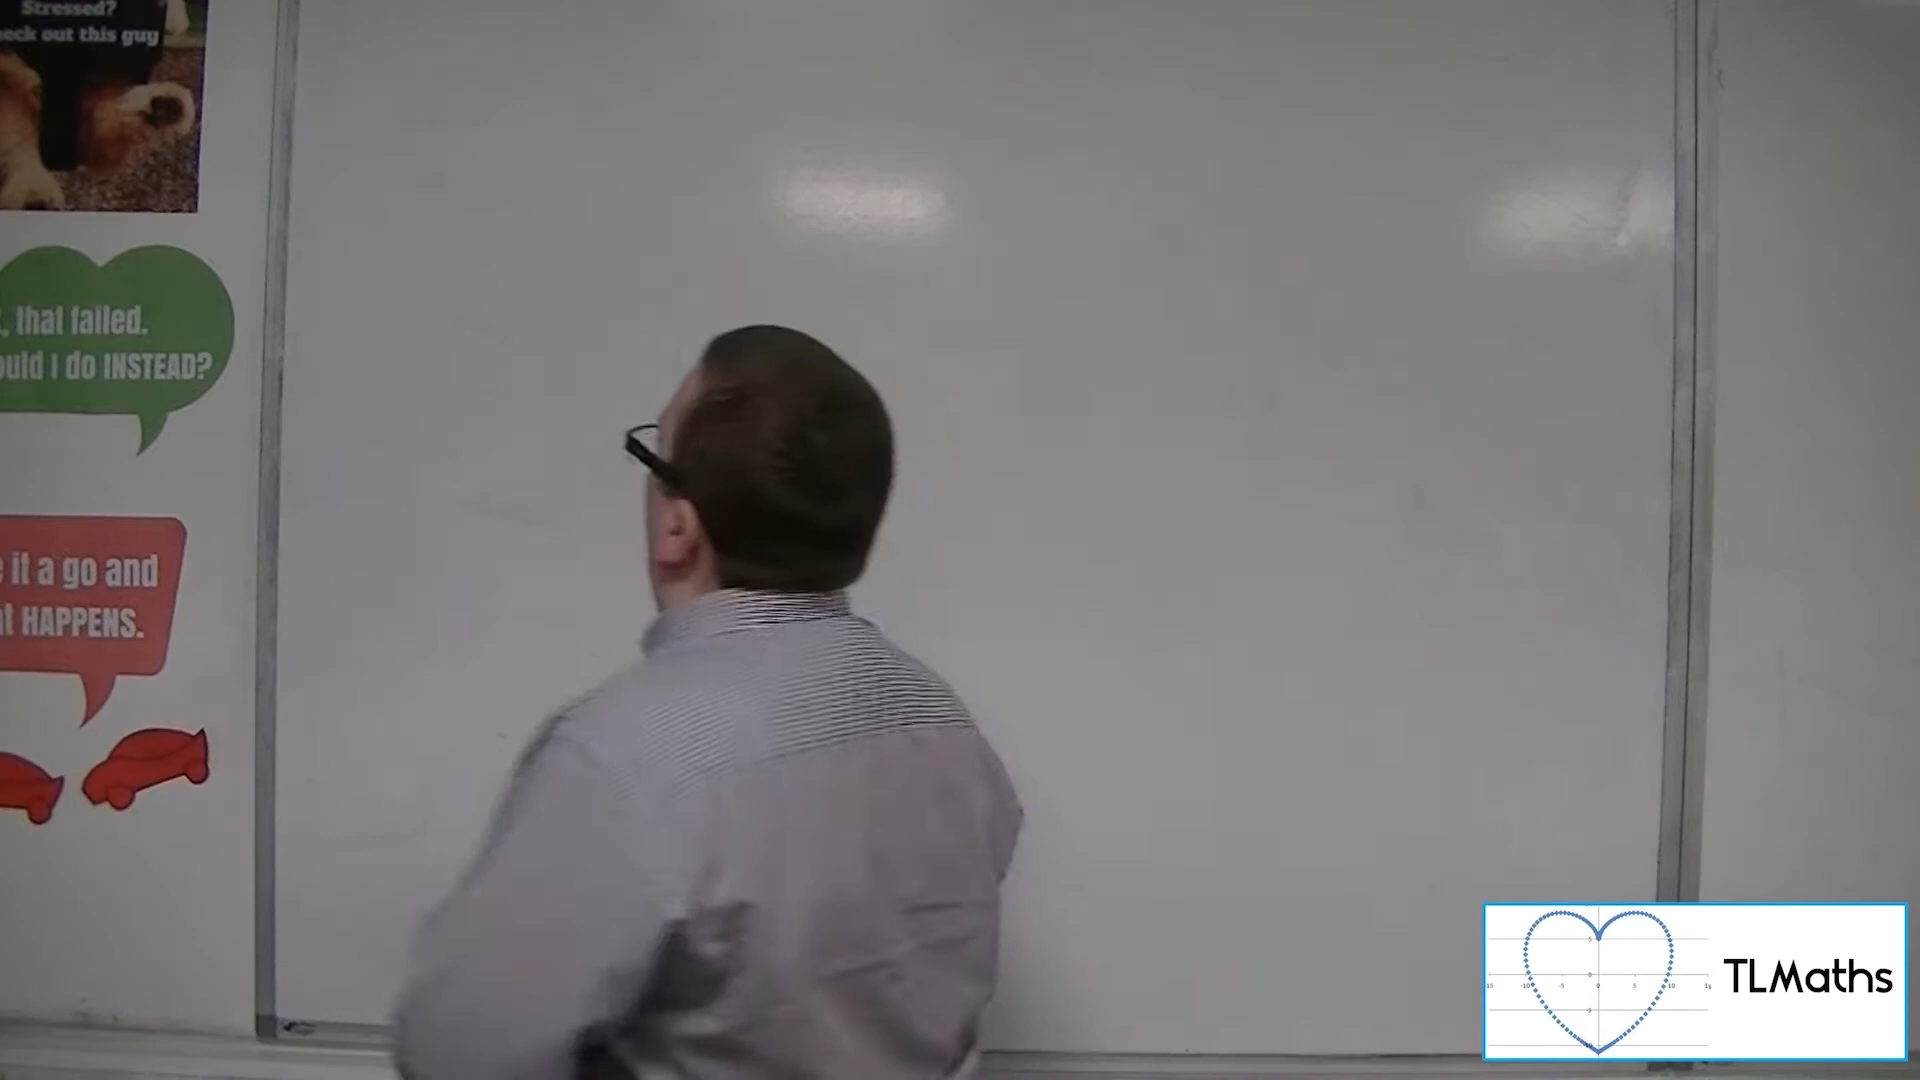 Stressed?
eck out this guy
, that failed.
ould I do INSTEAD?
it a go and
HAPPENS.
TLMaths